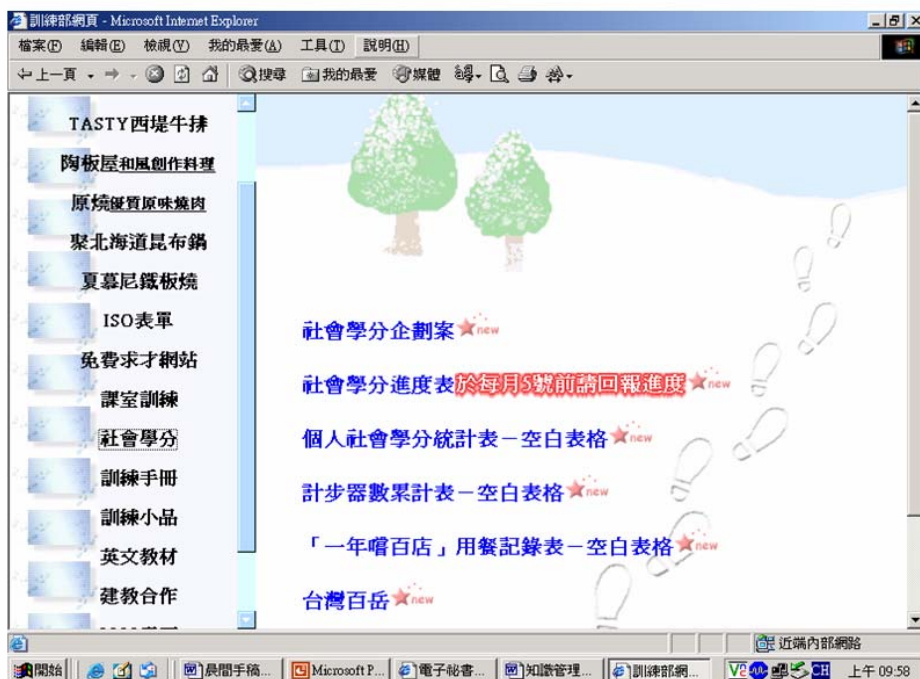 訓練部網頁 - Microsoft Internet Explorer
檔案(F) 編輯(E) 檢視(V) 我的最愛(A) 工具(T) 說明(H)
上一頁 搜尋 我的最愛 媒體
TASTY西堤牛排
陶板屋和風創作料理
原燒優質原味燒肉
聚北海道昆布鍋
夏慕尼鐵板燒
ISO表單
免費求才網站
課室訓練
社會學分
訓練手冊
訓練小品
英文教材
建教合作
社會學分企劃案 new
社會學分進度表於每月5號前請回報進度 new
個人社會學分統計表－空白表格 new
計步器數累計表－空白表格 new
「一年嚐百店」用餐記錄表－空白表格 new
台灣百岳 new
近端內部網路
開始 晨間手稿... Microsoft P... 電子祕書... 知識管理... 訓練部網... CH 上午 09:58